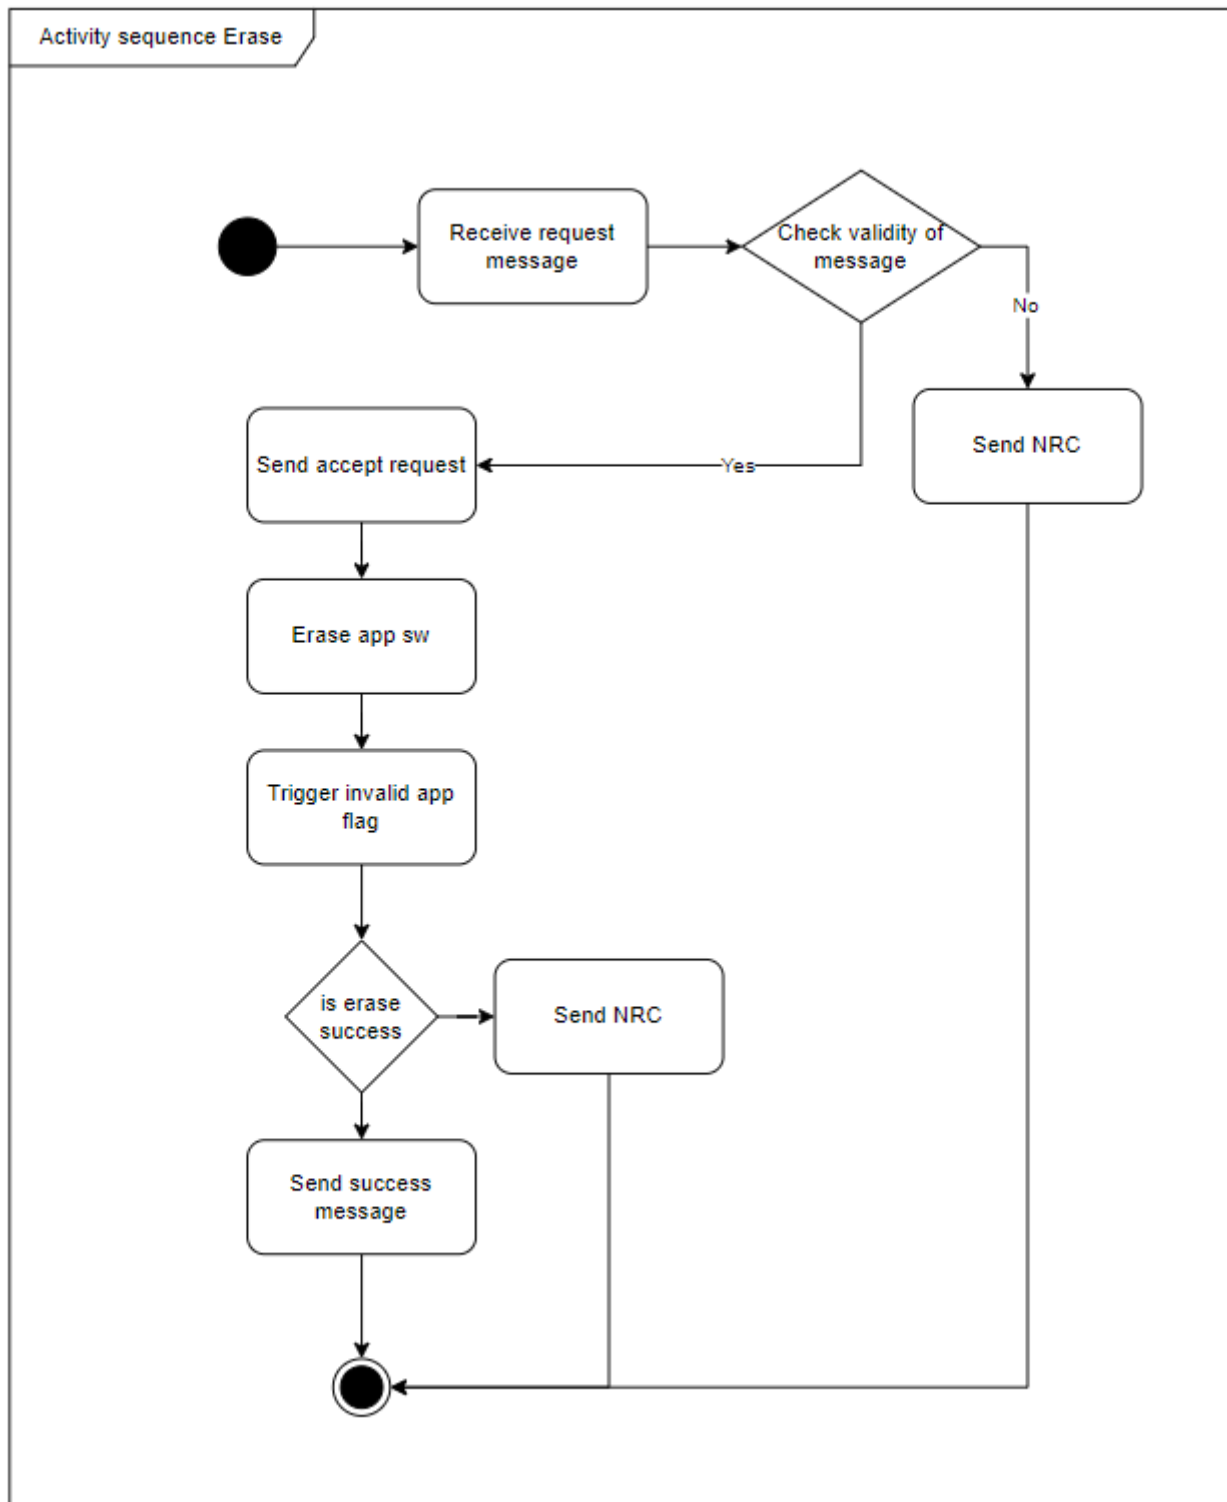 Activity sequence Erase
Receive request
message
Check validity of
message
No
Send accept request
Yes
Send NRC
Erase app sw
Trigger invalid app
flag
is erase
success
Send NRC
Send success
message